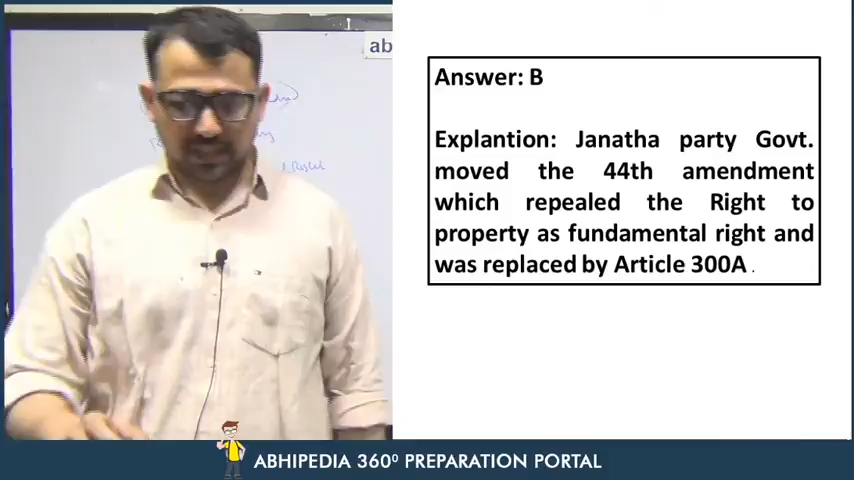 ab
Answer: B
Explantion: Janatha party Govt.
moved the 44th amendment
which repealed the Right to
property as fundamental right and
was replaced by Article 300A .
ABHIPEDIA 360⁰ PREPARATION PORTAL